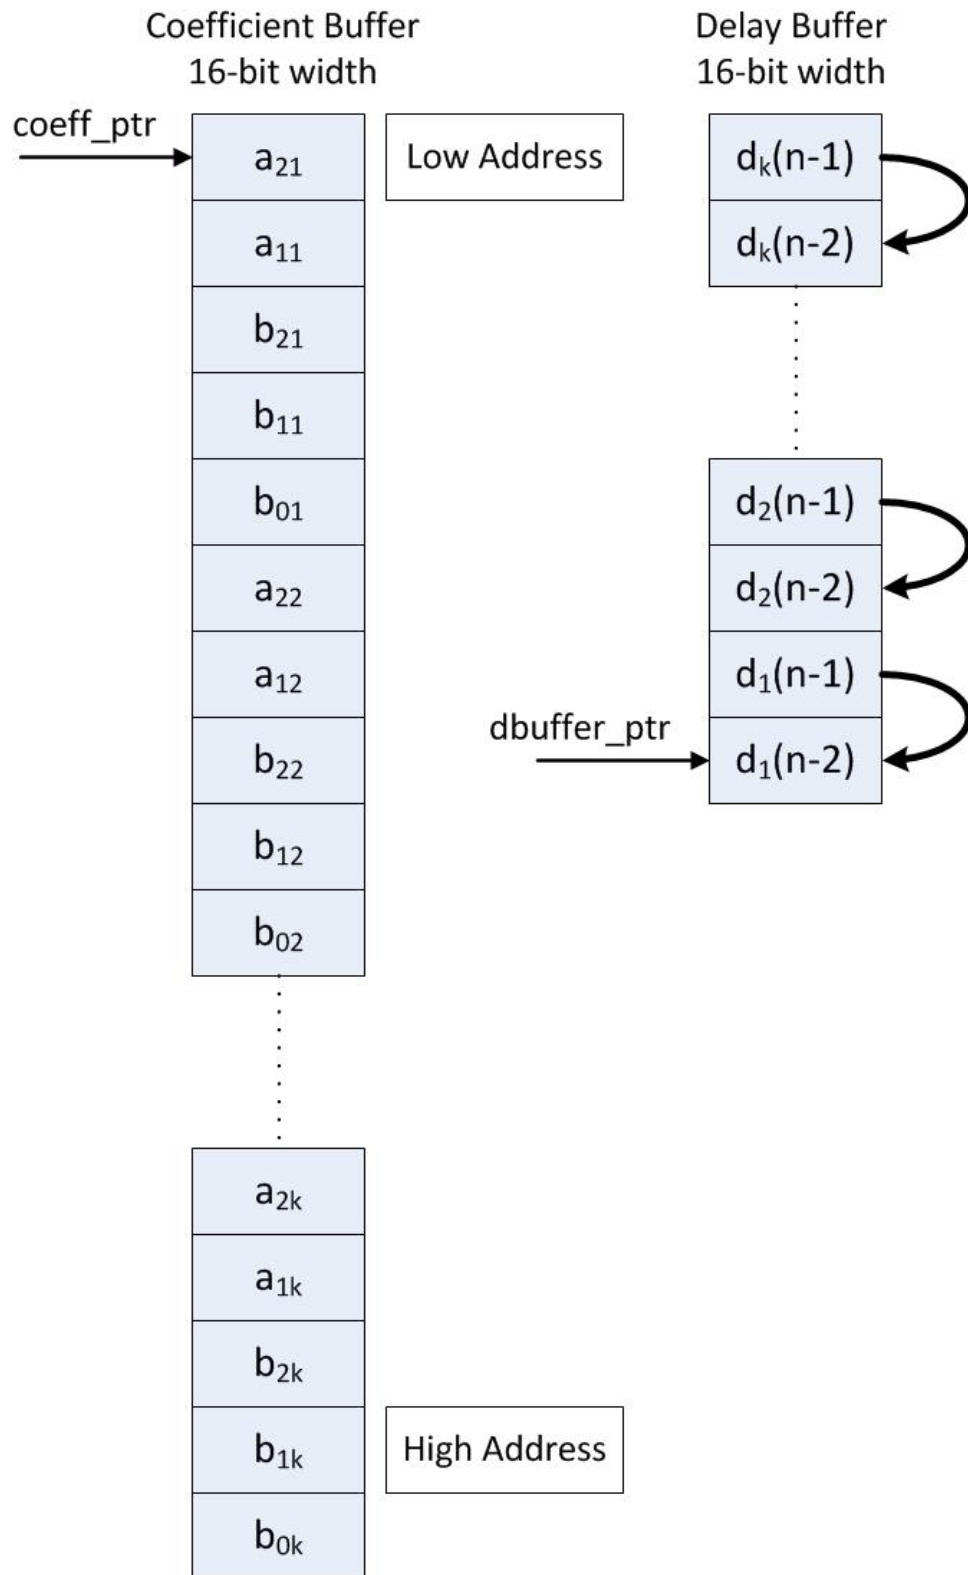 Coefficient Buffer
16-bit width
coeff_ptr
a₂₁
Low Address
a₁₁
b₂₁
b₁₁
b₀₁
a₂₂
a₁₂
b₂₂
b₁₂
b₀₂
a₂ₖ
a₁ₖ
b₂ₖ
b₁ₖ
High Address
b₀ₖ
Delay Buffer
16-bit width
dₖ(n-1)
dₖ(n-2)
d₂(n-1)
d₂(n-2)
d₁(n-1)
dbuffer_ptr
d₁(n-2)